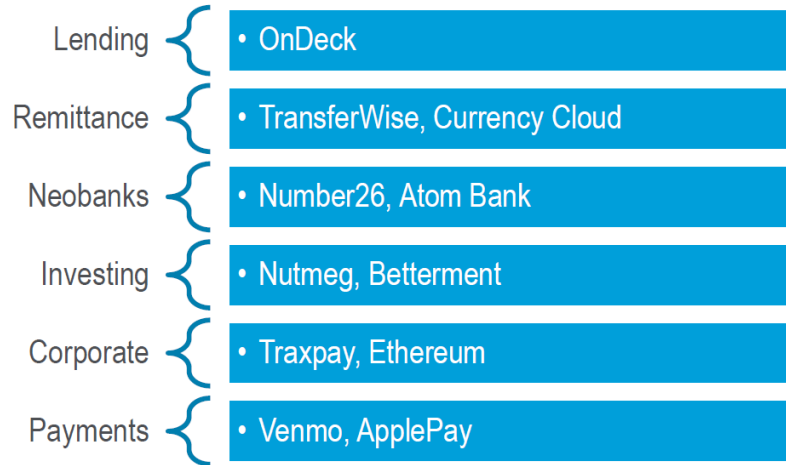 Lending
• OnDeck
Remittance
• TransferWise, Currency Cloud
Neobanks
• Number26, Atom Bank
Investing
• Nutmeg, Betterment
Corporate
• Traxpay, Ethereum
Payments
• Venmo, ApplePay